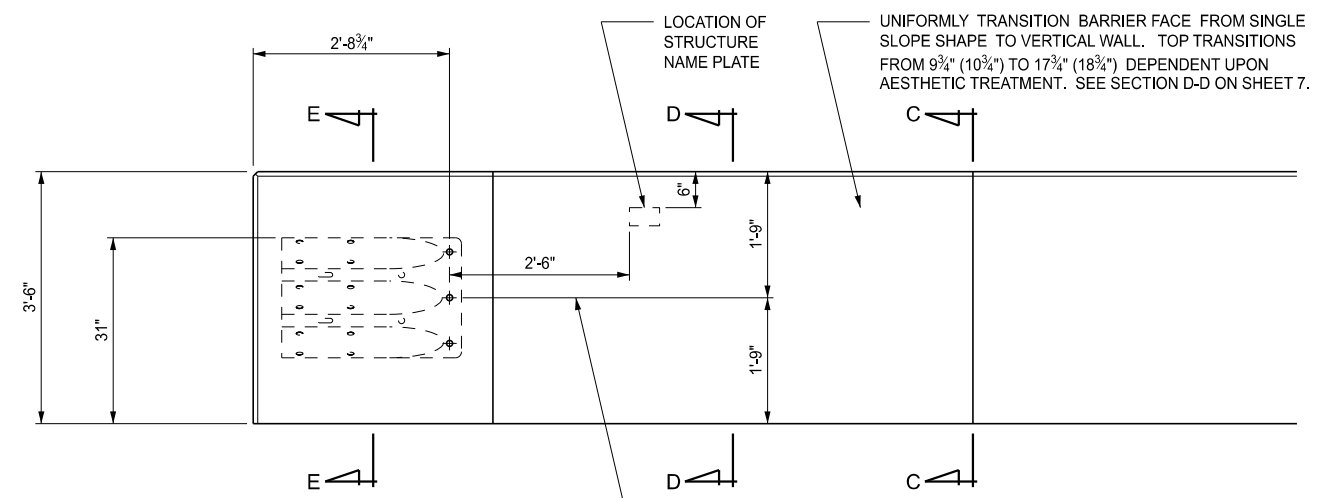 LOCATION OF
STRUCTURE
NAME PLATE
UNIFORMLY TRANSITION BARRIER FACE FROM SINGLE
SLOPE SHAPE TO VERTICAL WALL. TOP TRANSITIONS
FROM 9¾" (10¾") TO 17¾" (18¾") DEPENDENT UPON
AESTHETIC TREATMENT. SEE SECTION D-D ON SHEET 7.
2'-8¾"
E
D
C
6"
1'-9"
2'-6"
3'-6"
31"
1'-9"
E
D
C